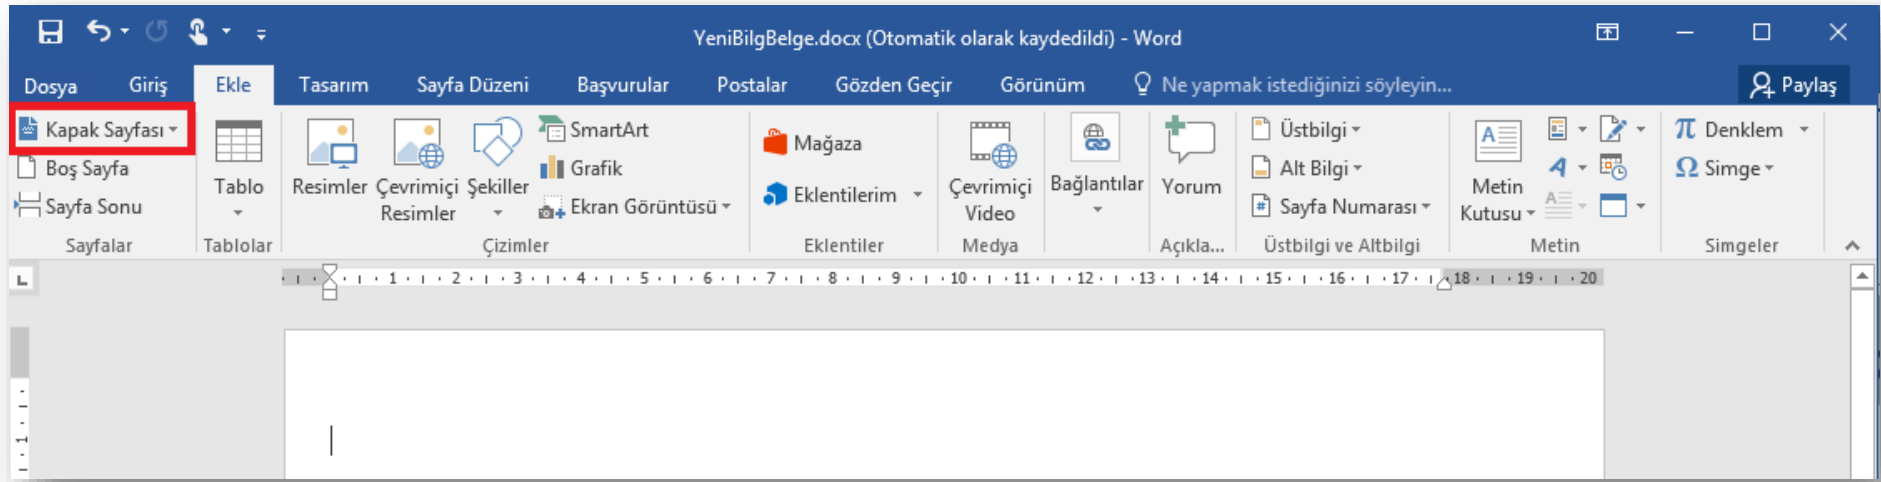 YeniBilgBelge.docx (Otomatik olarak kaydedildi) - Word
Dosya Giriş Ekle Tasarım Sayfa Düzeni Başvurular Postalar Gözden Geçir Görünüm Ne yapmak istediğinizi söyleyin... Paylaş
Kapak Sayfası
Boş Sayfa
Sayfa Sonu
Sayfalar
Tablo
Tablolar
Resimler
Çevrimiçi
Resimler
Şekiller
SmartArt
Grafik
Ekran Görüntüsü
Çizimler
Mağaza
Eklentilerim
Eklentiler
Çevrimiçi
Video
Medya
Bağlantılar
Yorum
Açıkla...
Üstbilgi
Alt Bilgi
Sayfa Numarası
Üstbilgi ve Altbilgi
Metin
Kutusu
Metin
π Denklem
Ω Simge
Simgeler
L
1 2 3 4 5 6 7 8 9 10 11 12 13 14 15 16 17 18 19 20
1